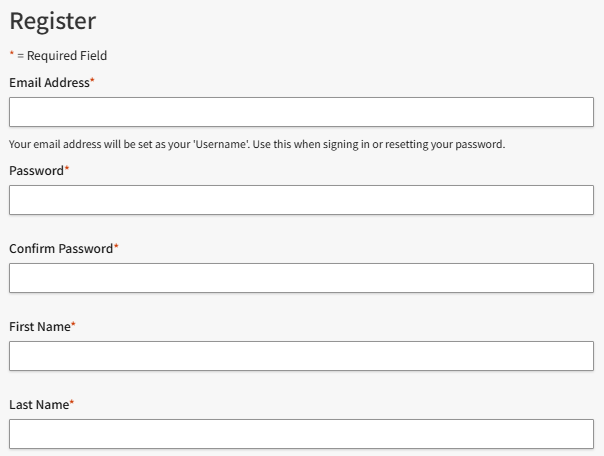 Register
* = Required Field
Email Address*
Your email address will be set as your 'Username'. Use this when signing in or resetting your password.
Password*
Confirm Password*
First Name*
Last Name*